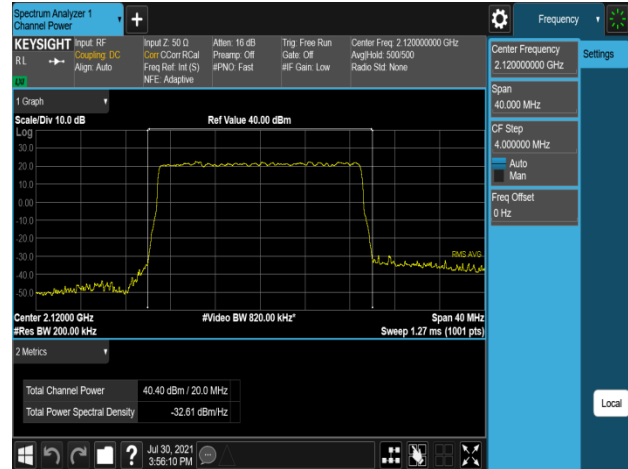 Spectrum Analyzer 1
Channel Power
+
Frequency
KEYSIGHT
RL
Input: RF
Coupling: DC
Align: Auto
Input Z: 50 Ω
Corr CCorr RCal
Freq Ref: Int (S)
NFE: Adaptive
Atten: 16 dB
Preamp: Off
#PNO: Fast
Trig: Free Run
Gate: Off
#IF Gain: Low
Center Freq: 2.120000000 GHz
Avg|Hold: 500/500
Radio Std: None
1 Graph
Scale/Div 10.0 dB
Ref Value 40.00 dBm
Log
30.0
20.0
10.0
0.00
-10.0
-20.0
-30.0
-40.0
-50.0
RMS AVG
Center 2.12000 GHz
#Video BW 820.00 kHz*
Span 40 MHz
#Res BW 200.00 kHz
Sweep 1.27 ms (1001 pts)
2 Metrics
Total Channel Power 40.40 dBm / 20.0 MHz
Total Power Spectral Density -32.61 dBm/Hz
?
Jul 30, 2021
3:56:10 PM
Center Frequency
2.120000000 GHz
Settings
Span
40.000 MHz
CF Step
4.000000 MHz
Auto
Man
Freq Offset
0 Hz
Local